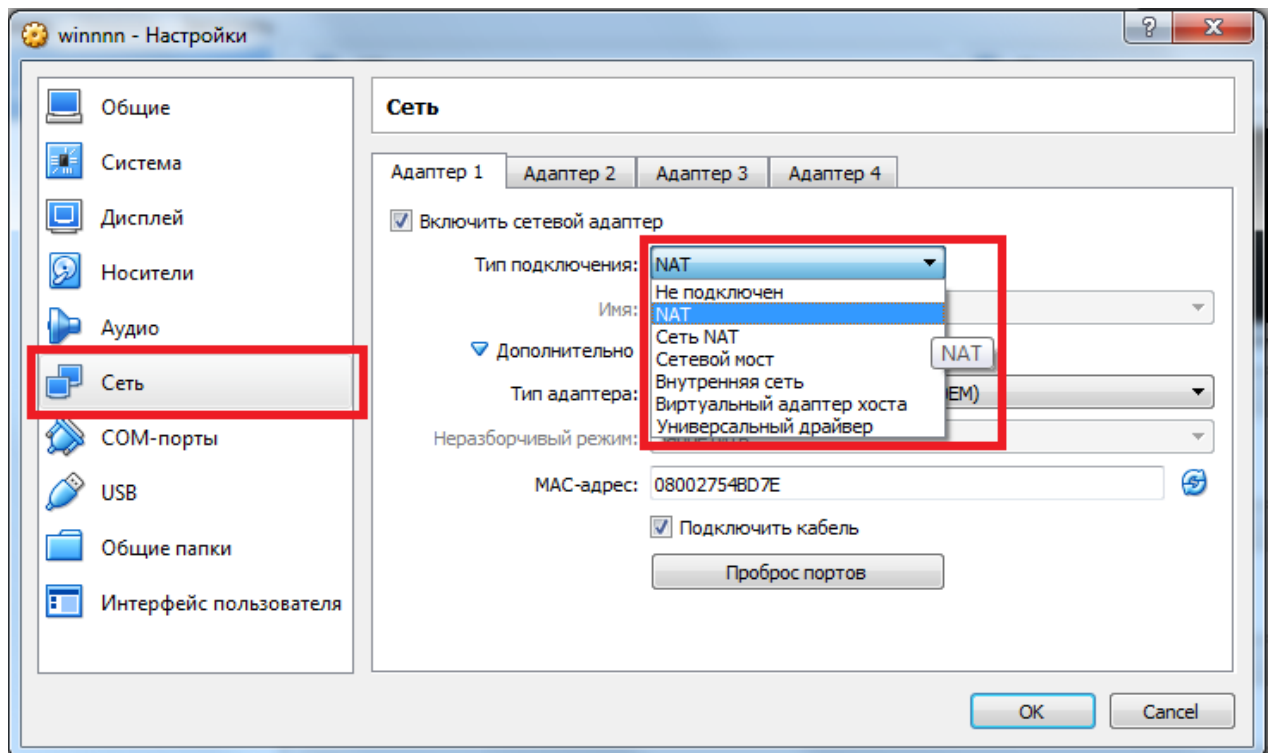 winnnn - Настройки
Общие
Система
Дисплей
Носители
Аудио
Сеть
COM-порты
USB
Общие папки
Интерфейс пользователя
Сеть
Адаптер 1 Адаптер 2 Адаптер 3 Адаптер 4
Включить сетевой адаптер
Тип подключения: NAT
Не подключен
Имя:
NAT
Сеть NAT
Дополнительно
Сетевой мост
NAT
Внутренняя сеть
Тип адаптера: EM)
Виртуальный адаптер хоста
Универсальный драйвер
Неразборчивый режим:
MAC-адрес: 08002754BD7E
Подключить кабель
Проброс портов
OK Cancel